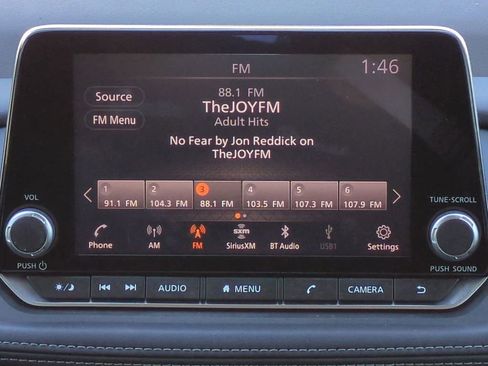 FM
1:46
Source
88.1 FM
TheJOYFM
FM Menu
Adult Hits
No Fear by Jon Reddick on
TheJOYFM
1 2 3 4 5 6
91.1 FM 104.3 FM 88.1 FM 103.5 FM 107.3 FM 107.9 FM
VOL
TUNE-SCROLL
sxm
Phone AM FM SiriusXM BT Audio USB1 Settings
PUSH
PUSH SOUND
AUDIO MENU CAMERA